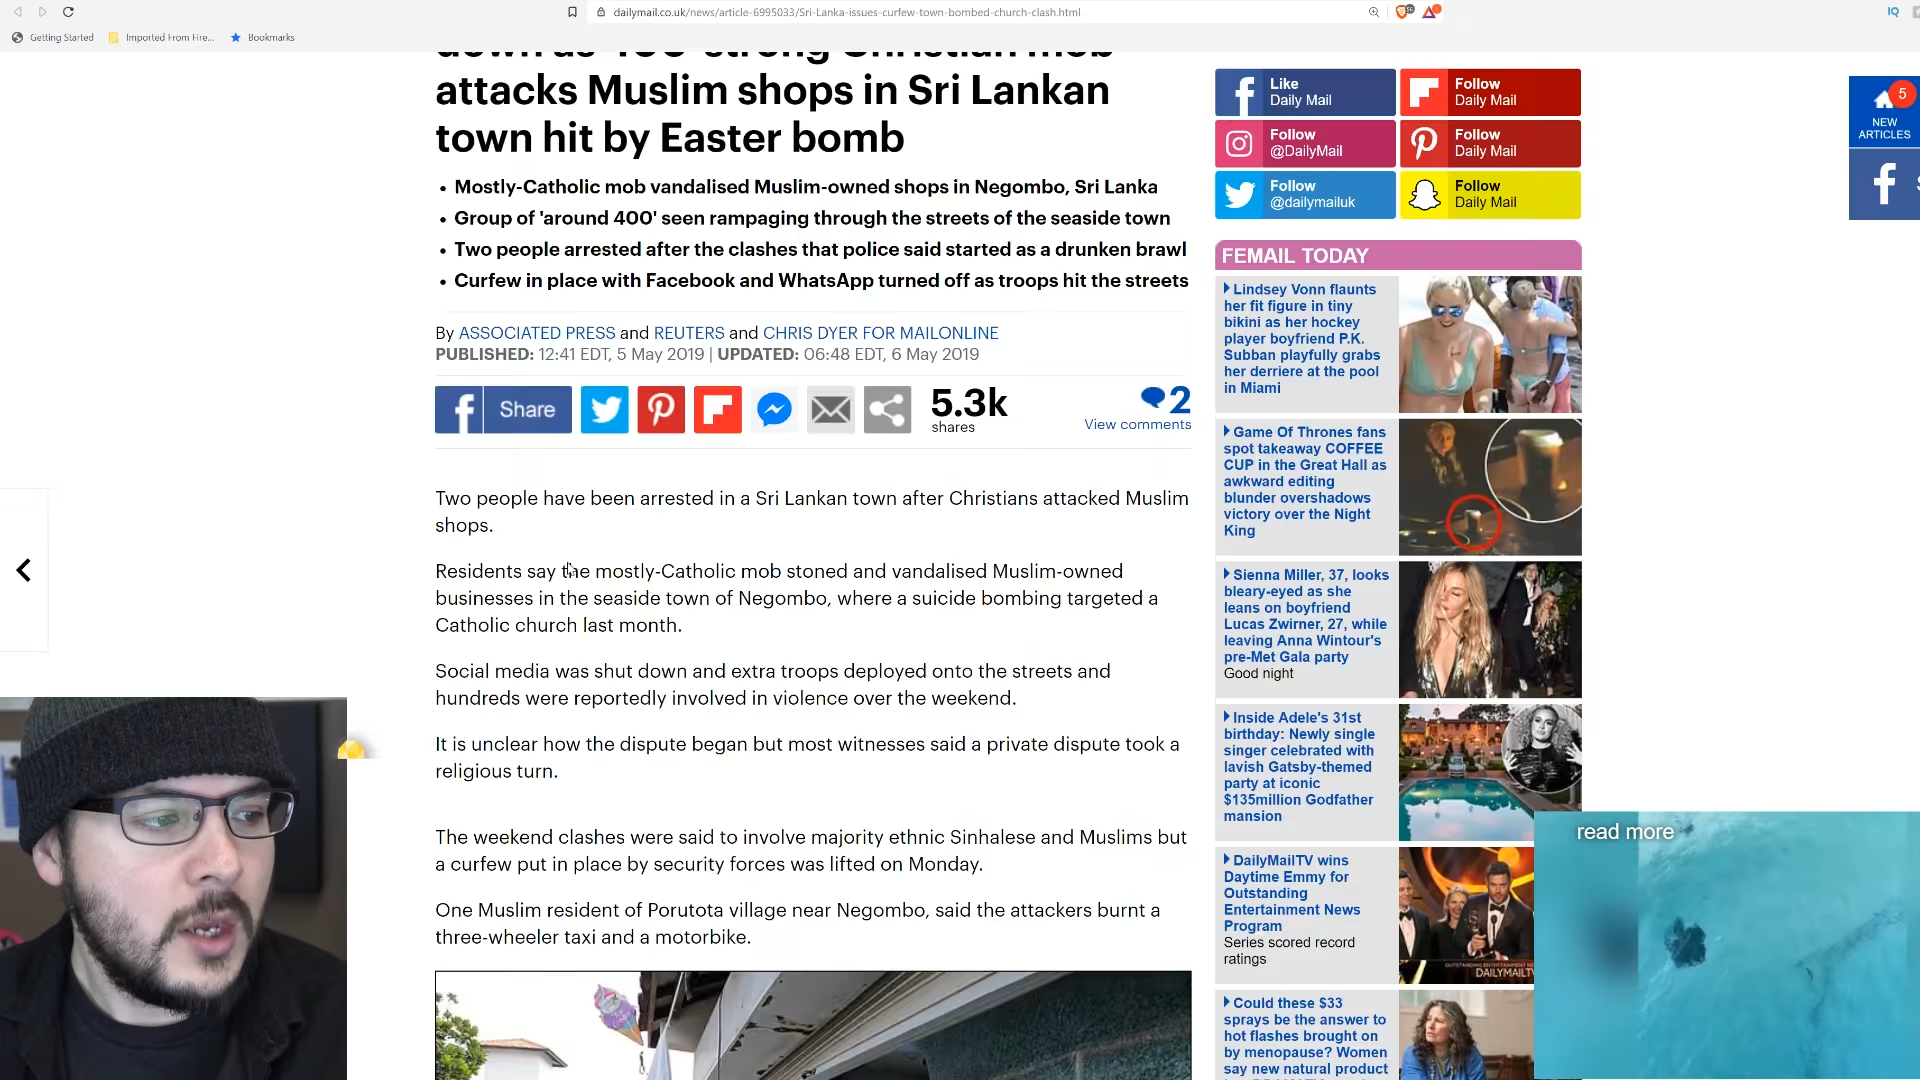 dailymail.co.uk/news/article-6995033/Sri-Lanka-issues-curfew-town-bombed-church-clash.html
IQ
Getting Started
Imported From Fire...
Bookmarks
down as '400'-strong Christian mob
attacks Muslim shops in Sri Lankan
town hit by Easter bomb
• Mostly-Catholic mob vandalised Muslim-owned shops in Negombo, Sri Lanka
• Group of 'around 400' seen rampaging through the streets of the seaside town
• Two people arrested after the clashes that police said started as a drunken brawl
• Curfew in place with Facebook and WhatsApp turned off as troops hit the streets
By ASSOCIATED PRESS and REUTERS and CHRIS DYER FOR MAILONLINE
PUBLISHED: 12:41 EDT, 5 May 2019 | UPDATED: 06:48 EDT, 6 May 2019
Share
5.3k
shares
2
View comments
Two people have been arrested in a Sri Lankan town after Christians attacked Muslim
shops.
Residents say the mostly-Catholic mob stoned and vandalised Muslim-owned
businesses in the seaside town of Negombo, where a suicide bombing targeted a
Catholic church last month.
Social media was shut down and extra troops deployed onto the streets and
hundreds were reportedly involved in violence over the weekend.
It is unclear how the dispute began but most witnesses said a private dispute took a
religious turn.
The weekend clashes were said to involve majority ethnic Sinhalese and Muslims but
a curfew put in place by security forces was lifted on Monday.
One Muslim resident of Porutota village near Negombo, said the attackers burnt a
three-wheeler taxi and a motorbike.
Like
Daily Mail
Follow
Daily Mail
Follow
@DailyMail
Follow
Daily Mail
Follow
@dailymailuk
Follow
Daily Mail
FEMAIL TODAY
Lindsey Vonn flaunts
her fit figure in tiny
bikini as her hockey
player boyfriend P.K.
Subban playfully grabs
her derriere at the pool
in Miami
Game Of Thrones fans
spot takeaway COFFEE
CUP in the Great Hall as
awkward editing
blunder overshadows
victory over the Night
King
Sienna Miller, 37, looks
bleary-eyed as she
leans on boyfriend
Lucas Zwirner, 27, while
leaving Anna Wintour's
pre-Met Gala party
Good night
Inside Adele's 31st
birthday: Newly single
singer celebrated with
lavish Gatsby-themed
party at iconic
$135million Godfather
mansion
DailyMailTV wins
Daytime Emmy for
Outstanding
Entertainment News
Program
Series scored record
ratings
DAILYMAILTV
Could these $33
sprays be the answer to
hot flashes brought on
by menopause? Women
say new natural product
5
NEW
ARTICLES
read more